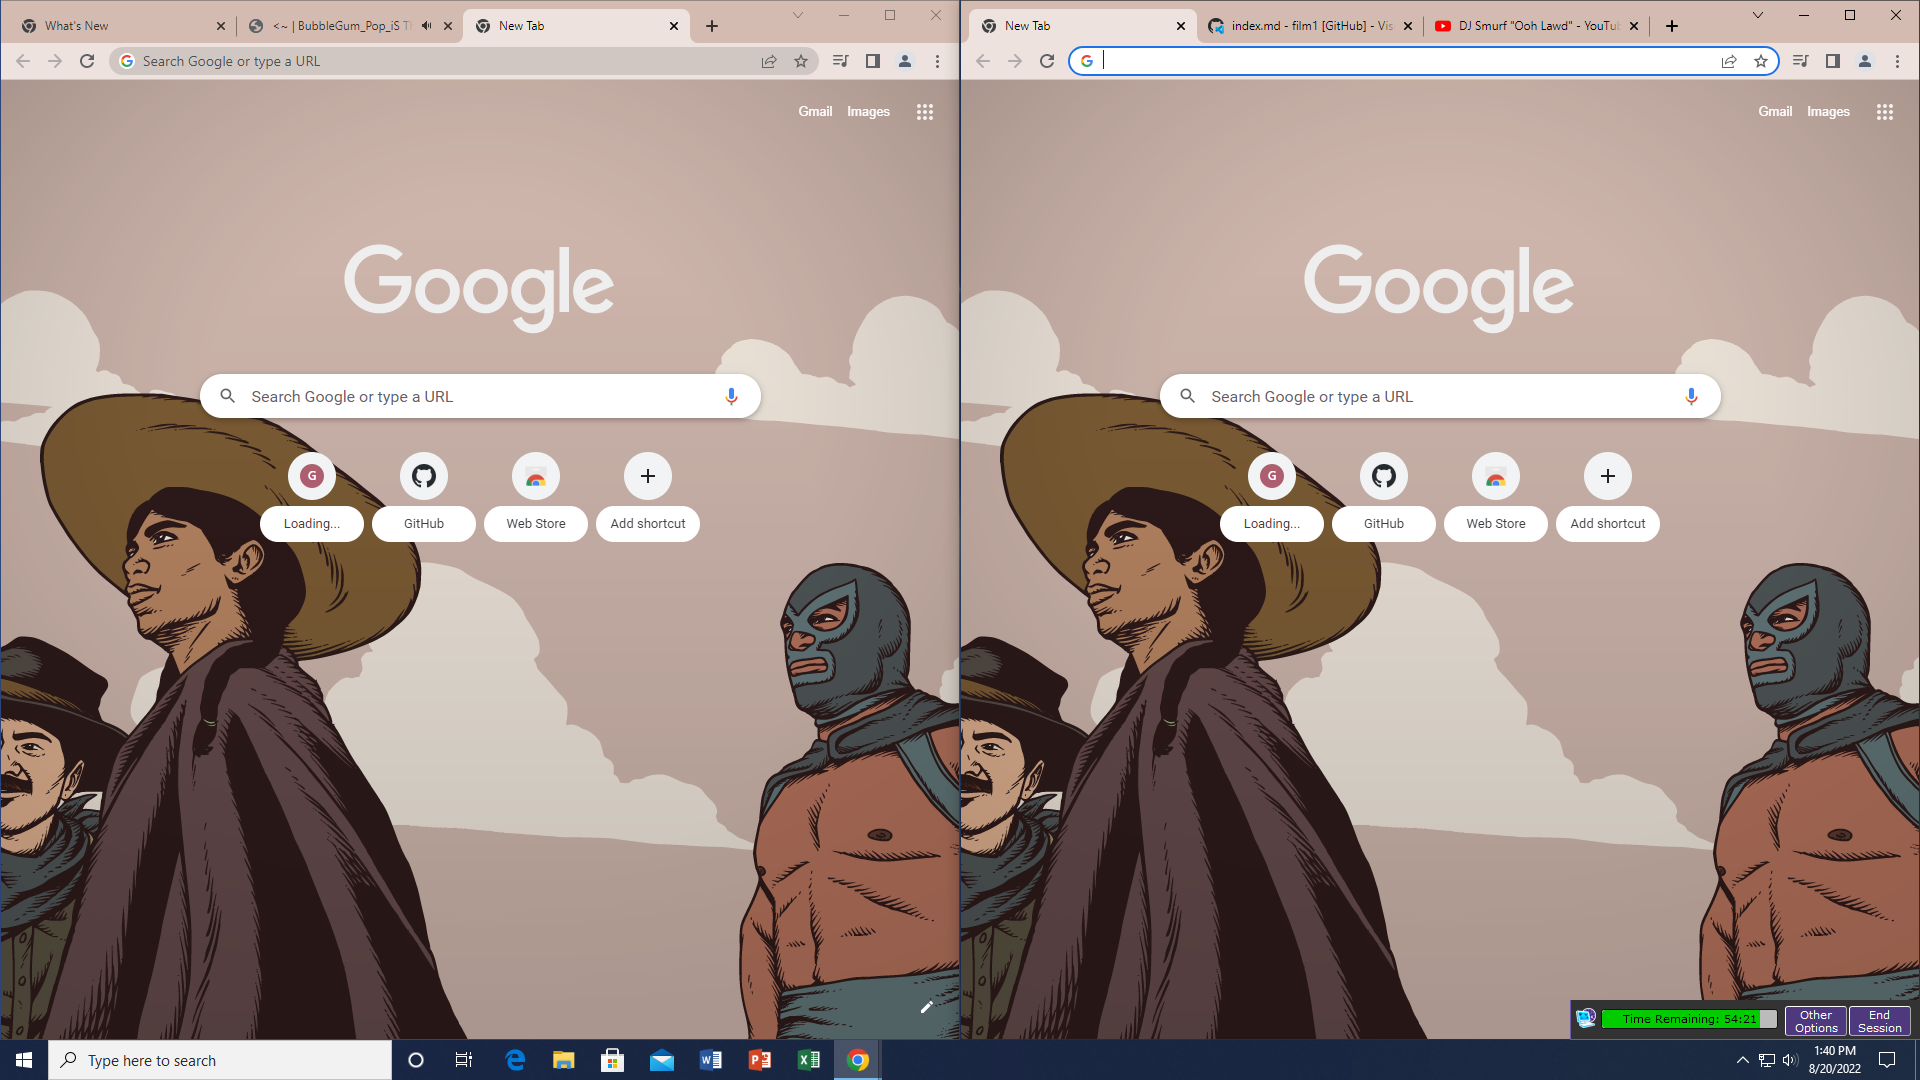 What's New
<~ | BubbleGum_Pop_iS Th
New Tab
Search Google or type a URL
Gmail Images
Google
Search Google or type a URL
G
Loading...
GitHub
Web Store
Add shortcut
New Tab
index.md - film1 [GitHub] - Vis
DJ Smurf "Ooh Lawd" - YouTub
Gmail Images
Google
Search Google or type a URL
G
Loading...
GitHub
Web Store
Add shortcut
Time Remaining: 54:21
Other
Options
End
Session
Type here to search
1:40 PM
8/20/2022